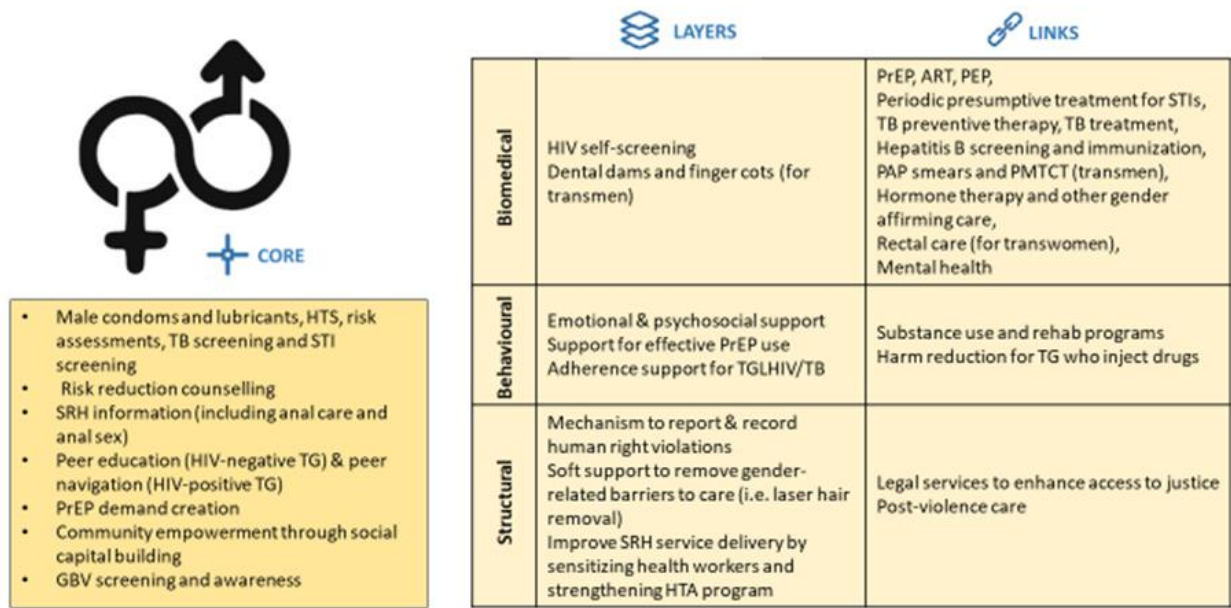 LAYERS
LINKS
CORE
• Male condoms and lubricants, HTS, risk
assessments, TB screening and STI
screening
• Risk reduction counselling
• SRH information (including anal care and
anal sex)
• Peer education (HIV-negative TG) & peer
navigation (HIV-positive TG)
• PrEP demand creation
• Community empowerment through social
capital building
• GBV screening and awareness
Biomedical
HIV self-screening
Dental dams and finger cots (for
transmen)
PrEP, ART, PEP,
Periodic presumptive treatment for STIs,
TB preventive therapy, TB treatment,
Hepatitis B screening and immunization,
PAP smears and PMTCT (transmen),
Hormone therapy and other gender
affirming care,
Rectal care (for transwomen),
Mental health
Behavioural
Emotional & psychosocial support
Support for effective PrEP use
Adherence support for TGLHIV/TB
Substance use and rehab programs
Harm reduction for TG who inject drugs
Structural
Mechanism to report & record
human right violations
Soft support to remove gender-
related barriers to care (i.e. laser hair
removal)
Improve SRH service delivery by
sensitizing health workers and
strengthening HTA program
Legal services to enhance access to justice
Post-violence care